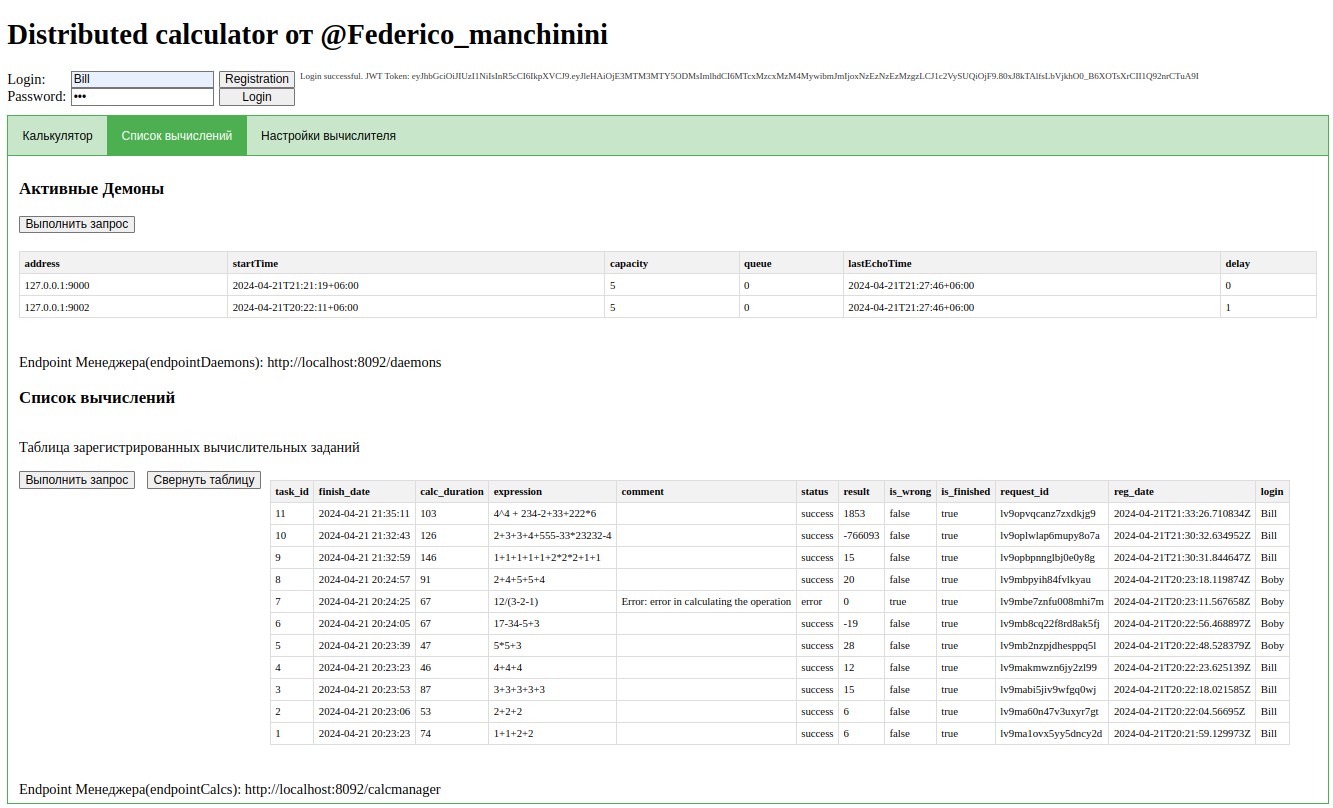 Distributed calculator от @Federico_manchinini
Login: Bill Registration
Password: ••• Login
Login successful. JWT Token:
Калькулятор Список вычислений Настройки вычислителя
Активные Демоны
Выполнить запрос
address startTime capacity queue lastEchoTime delay
127.0.0.1:9000 2024-04-21T21:21:19+06:00 5 0 2024-04-21T21:27:46+06:00 0
127.0.0.1:9002 2024-04-21T20:22:11+06:00 5 0 2024-04-21T21:27:46+06:00 1
Endpoint Менеджера(endpointDaemons): http://localhost:8092/daemons
Список вычислений
Таблица зарегистрированных вычислительных заданий
Выполнить запрос Свернуть таблицу
task_id finish_date calc_duration expression comment status result is_wrong is_finished request_id reg_date login
11 2024-04-21 21:35:11 103 4^4 + 234-2+33+222*6 success 1853 false true lv9opvqcanz7zxdkjg9 2024-04-21T21:33:26.710834Z Bill
10 2024-04-21 21:32:43 126 2+3+3+4+555-33*23232-4 success -766093 false true lv9oplwlap6mupy8o7a 2024-04-21T21:30:32.634952Z Bill
9 2024-04-21 21:32:59 146 1+1+1+1+1+2*2*2+1+1 success 15 false true lv9opbpnnglbj0e0y8g 2024-04-21T21:30:31.844647Z Bill
8 2024-04-21 20:24:57 91 2+4+5+5+4 success 20 false true lv9mbpyih84fvlkyau 2024-04-21T20:23:18.119874Z Boby
7 2024-04-21 20:24:25 67 12/(3-2-1) Error: error in calculating the operation error 0 true true lv9mbe7znfu008mhi7m 2024-04-21T20:23:11.567658Z Boby
6 2024-04-21 20:24:05 67 17-34-5+3 success -19 false true lv9mb8cq22f8rd8ak5fj 2024-04-21T20:22:56.468897Z Boby
5 2024-04-21 20:23:39 47 5*5+3 success 28 false true lv9mb2nzpjdhesppq5l 2024-04-21T20:22:48.528379Z Boby
4 2024-04-21 20:23:23 46 4+4+4 success 12 false true lv9makmwzn6jy2zl99 2024-04-21T20:22:23.625139Z Bill
3 2024-04-21 20:23:53 87 3+3+3+3+3 success 15 false true lv9mabi5jiv9wfgq0wj 2024-04-21T20:22:18.021585Z Bill
2 2024-04-21 20:23:06 53 2+2+2 success 6 false true lv9ma60n47v3uxyr7gt 2024-04-21T20:22:04.56695Z Bill
1 2024-04-21 20:23:23 74 1+1+2+2 success 6 false true lv9ma1ovx5yy5dncy2d 2024-04-21T20:21:59.129973Z Bill
Endpoint Менеджера(endpointCalcs): http://localhost:8092/calcmanager